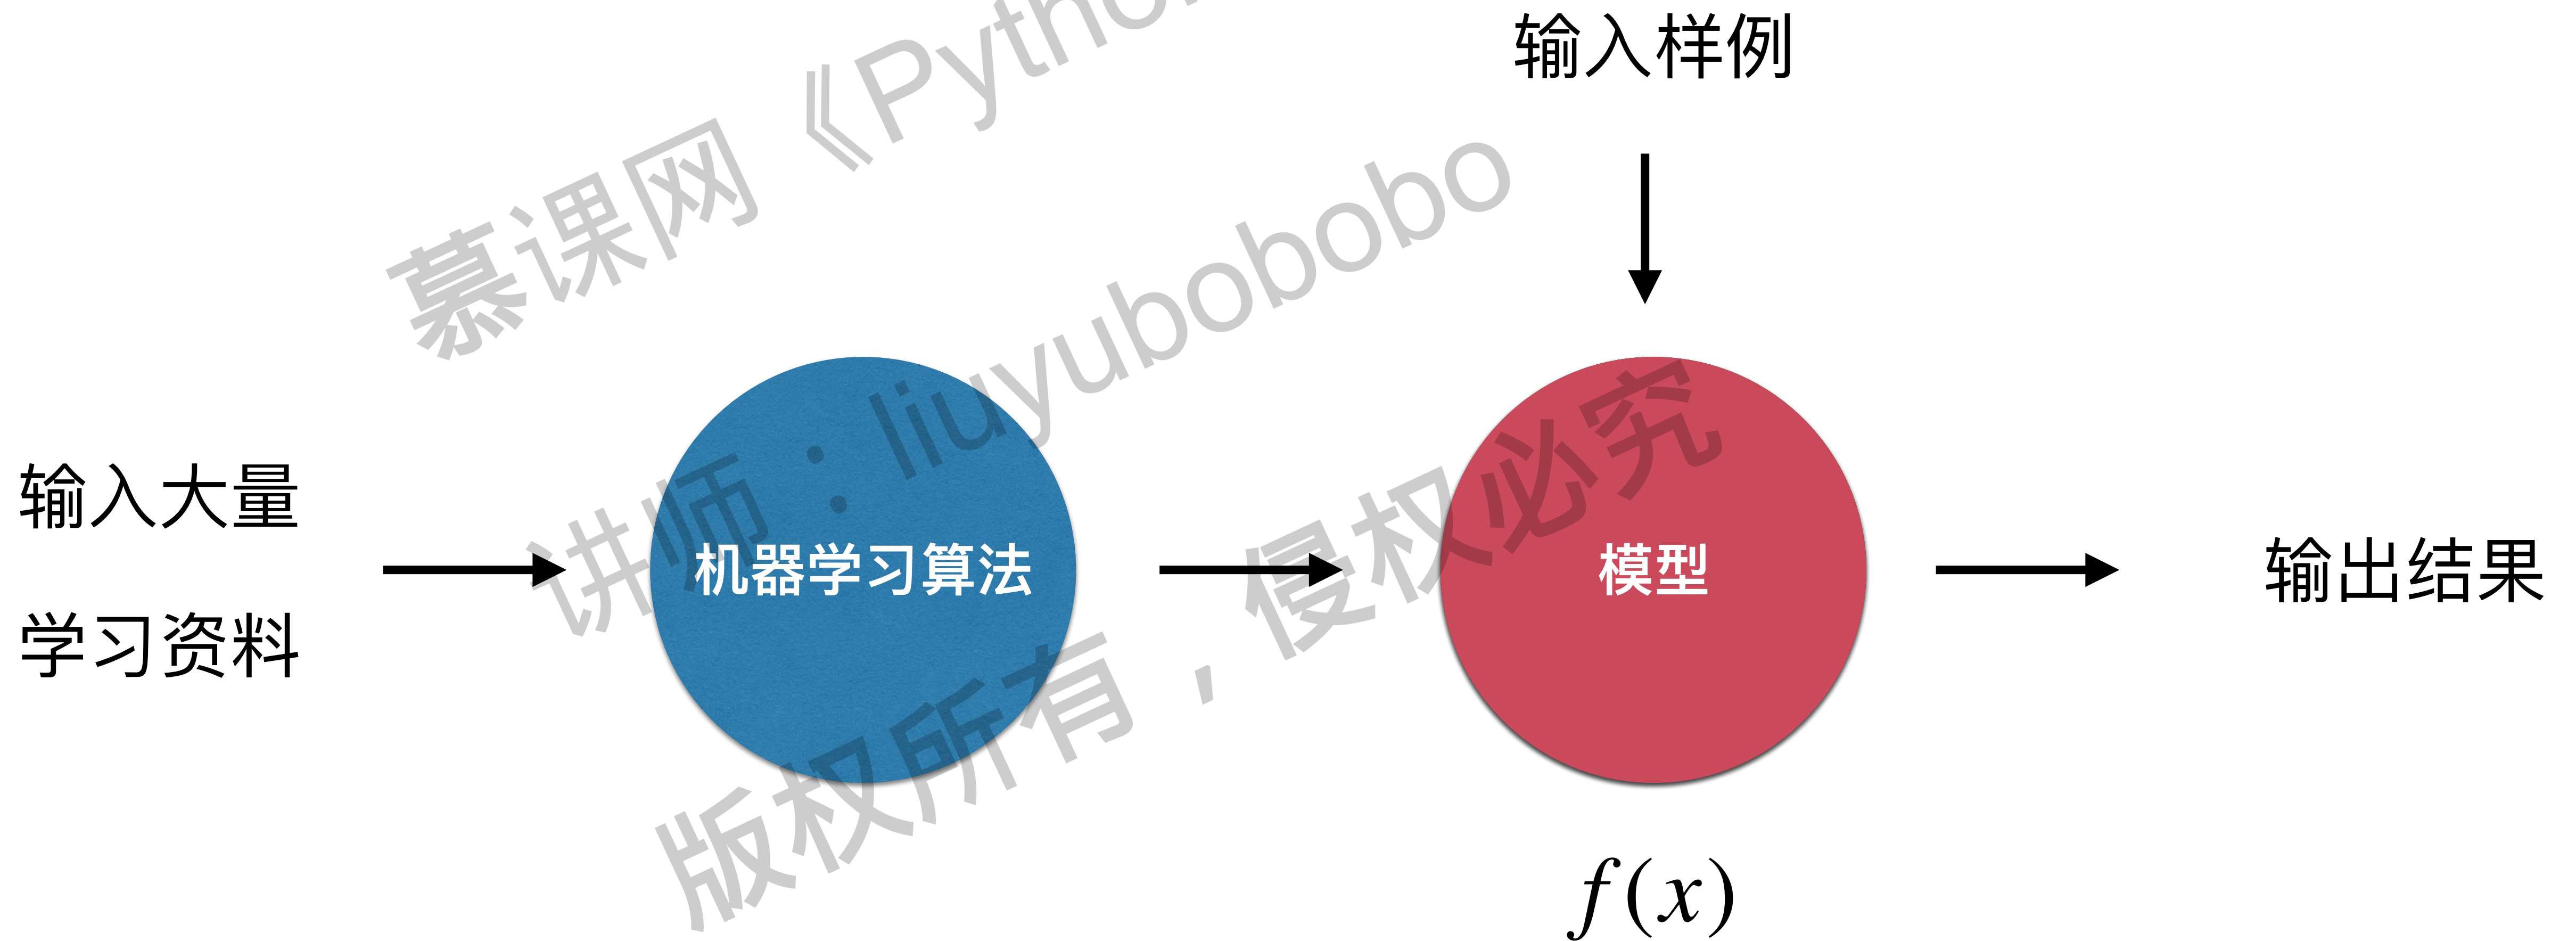 输入样例
输入大量
学习资料
机器学习算法
模型
输出结果
f(x)
慕课网《Pytho
讲师：liuyubobobo
版权所有，侵权必究